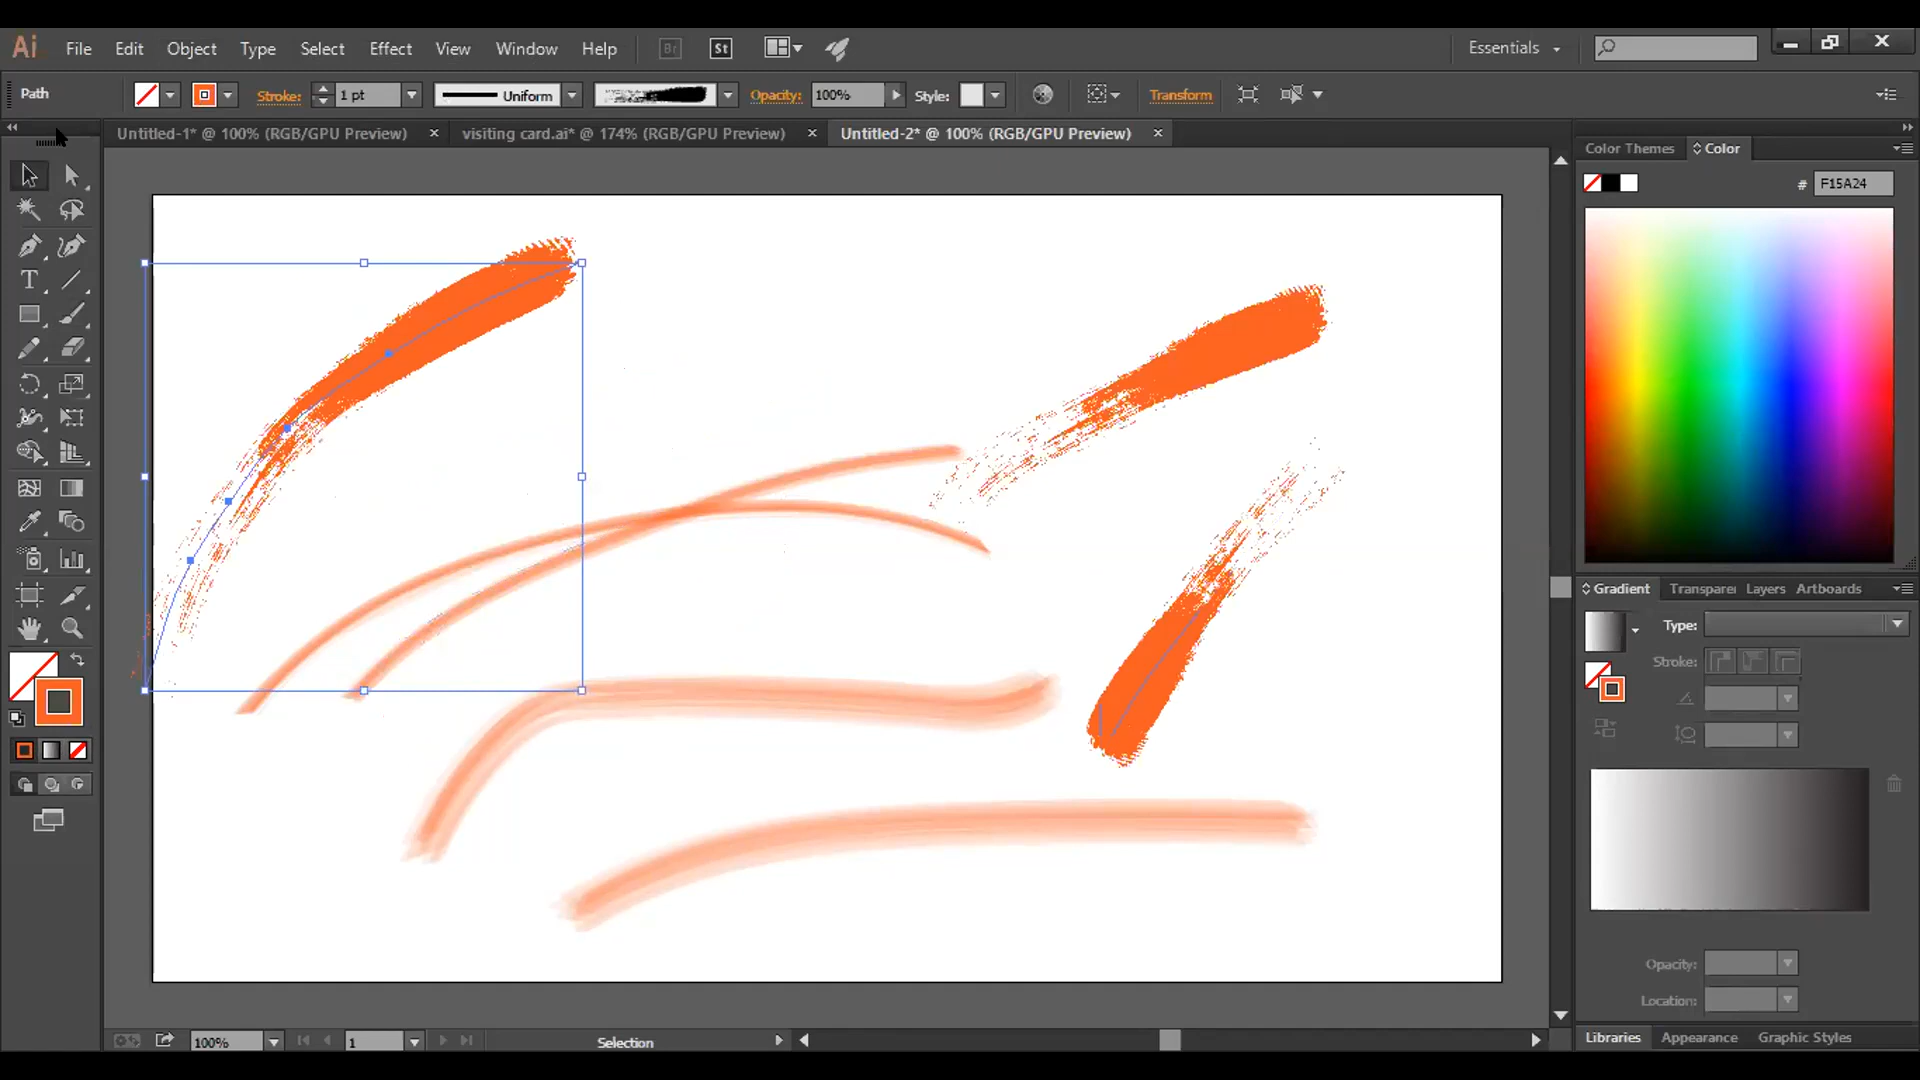 Ai File Edit Object Type Select Effect View Window Help Br St Essentials
Path Stroke: 1 pt Uniform Opacity: 100% Style: Transform
Untitled-1* @ 100% (RGB/GPU Preview) visiting card.ai* @ 174% (RGB/GPU Preview) Untitled-2* @ 100% (RGB/GPU Preview)
Color Themes Color
# F15A24
Gradient Transparei Layers Artboards
Type:
Stroke:
Opacity:
Location:
100% 1 Selection
Libraries Appearance Graphic Styles